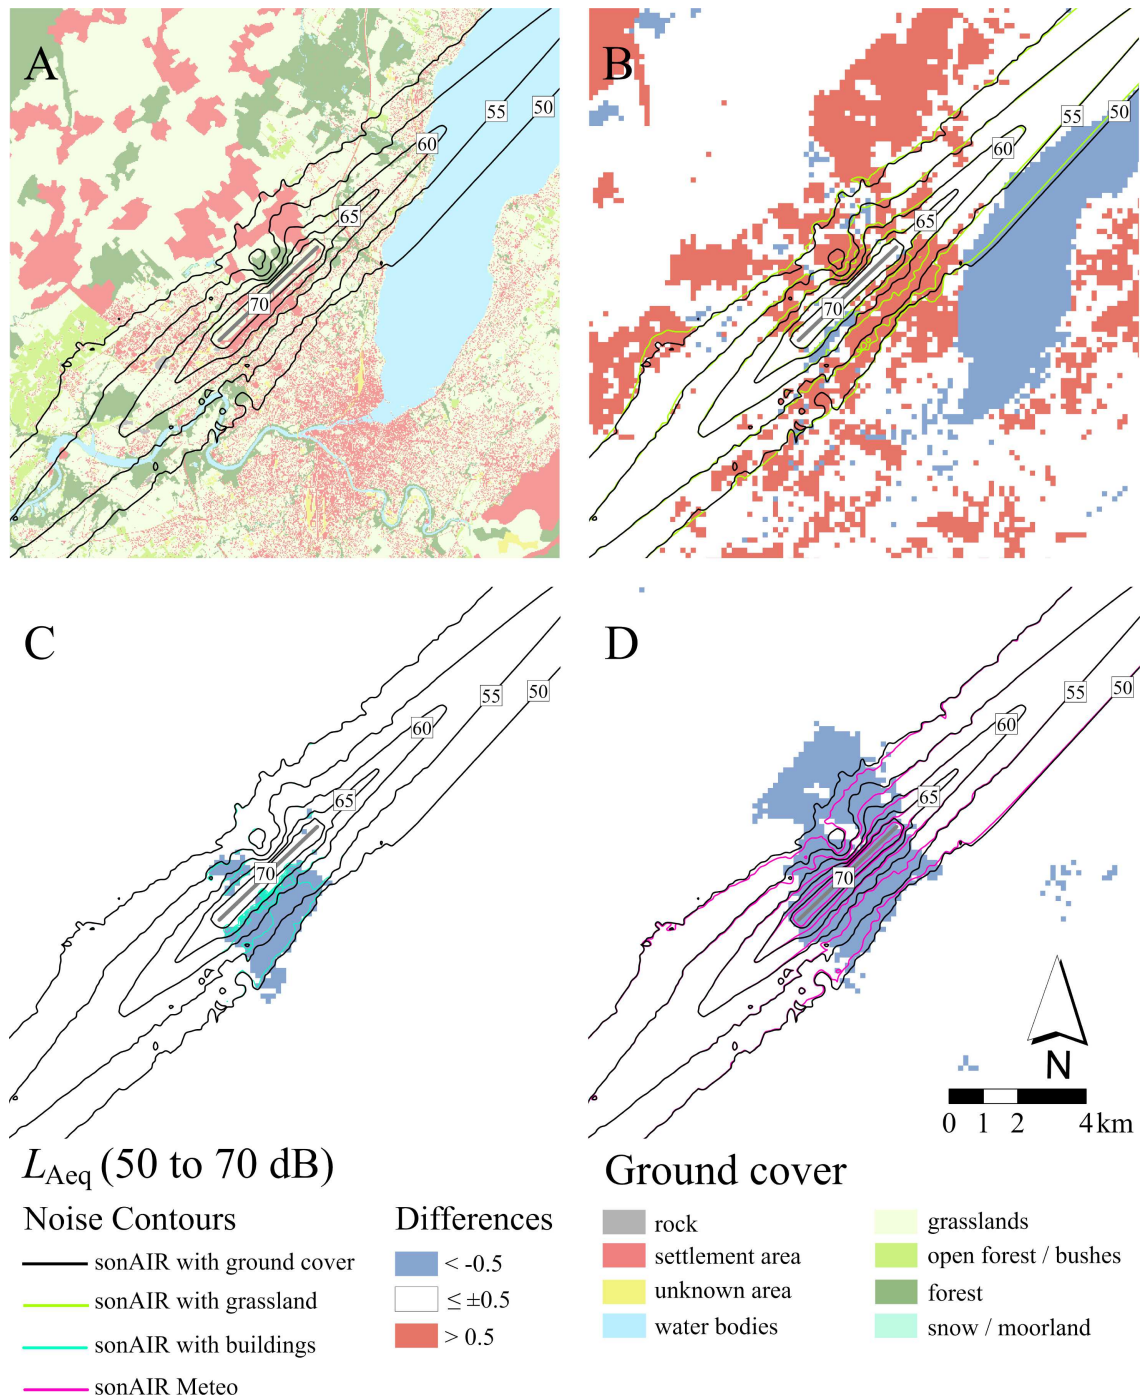 A
55
50
60
65
70
B
50
55
60
65
70
C
55
50
60
65
70
D
50
55
60
65
70
N
0 1 2 4 km
L_Aeq (50 to 70 dB)
Noise Contours
sonAIR with ground cover
sonAIR with grassland
sonAIR with buildings
sonAIR Meteo
Differences
< -0.5
≤ ±0.5
> 0.5
Ground cover
rock
settlement area
unknown area
water bodies
grasslands
open forest / bushes
forest
snow / moorland